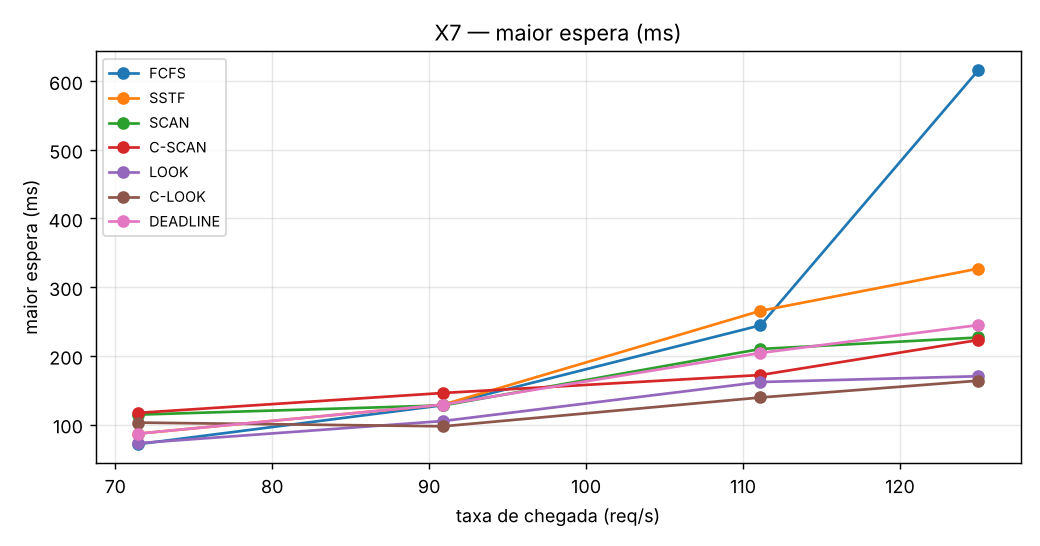 X7 — maior espera (ms)
FCFS
SSTF
SCAN
C-SCAN
LOOK
C-LOOK
DEADLINE
maior espera (ms)
600
500
400
300
200
100
70 80 90 100 110 120
taxa de chegada (req/s)